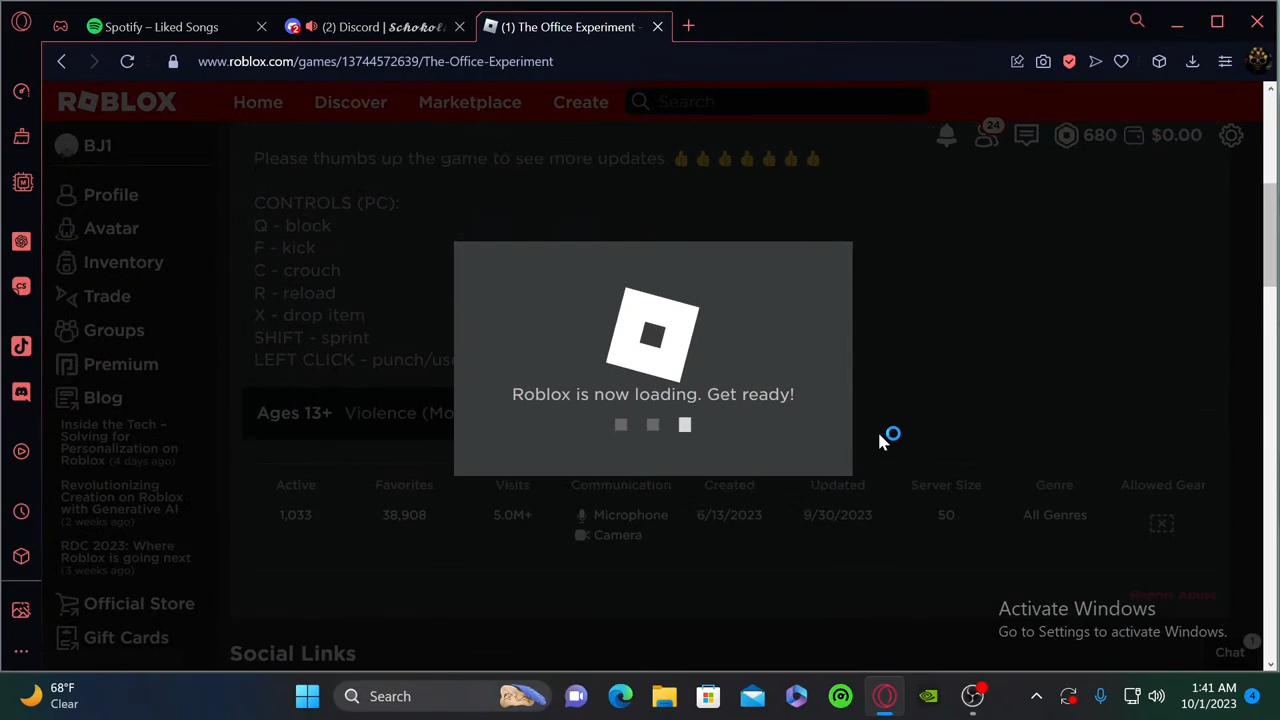 Spotify – Liked Songs
(2) Discord | 𝓢𝓬𝓱𝓸𝓴𝓸𝓵
(1) The Office Experiment -
www.roblox.com/games/13744572639/The-Office-Experiment
ROBLOX
Home
Discover
Marketplace
Create
Search
BJ1
24
680
$0.00
Profile
Avatar
Inventory
Trade
Groups
Premium
Blog
Inside the Tech –
Solving for
Personalization on
Roblox (4 days ago)
Revolutionizing
Creation on Roblox
with Generative AI
(2 weeks ago)
RDC 2023: Where
Roblox is going next
(3 weeks ago)
Official Store
Gift Cards
Please thumbs up the game to see more updates 👍👍👍👍👍👍👍
CONTROLS (PC):
Q - block
F - kick
C - crouch
R - reload
X - drop item
SHIFT - sprint
LEFT CLICK - punch/use
Roblox is now loading. Get ready!
Ages 13+ Violence (Mo
Active Favorites Visits Communication Created Updated Server Size Genre Allowed Gear
1,033 38,908 5.0M+ Microphone 6/13/2023 9/30/2023 50 All Genres
Camera
Report Abuse
Social Links
Activate Windows
Go to Settings to activate Windows.
Chat
1
68°F
Clear
Search
1:41 AM
10/1/2023
4